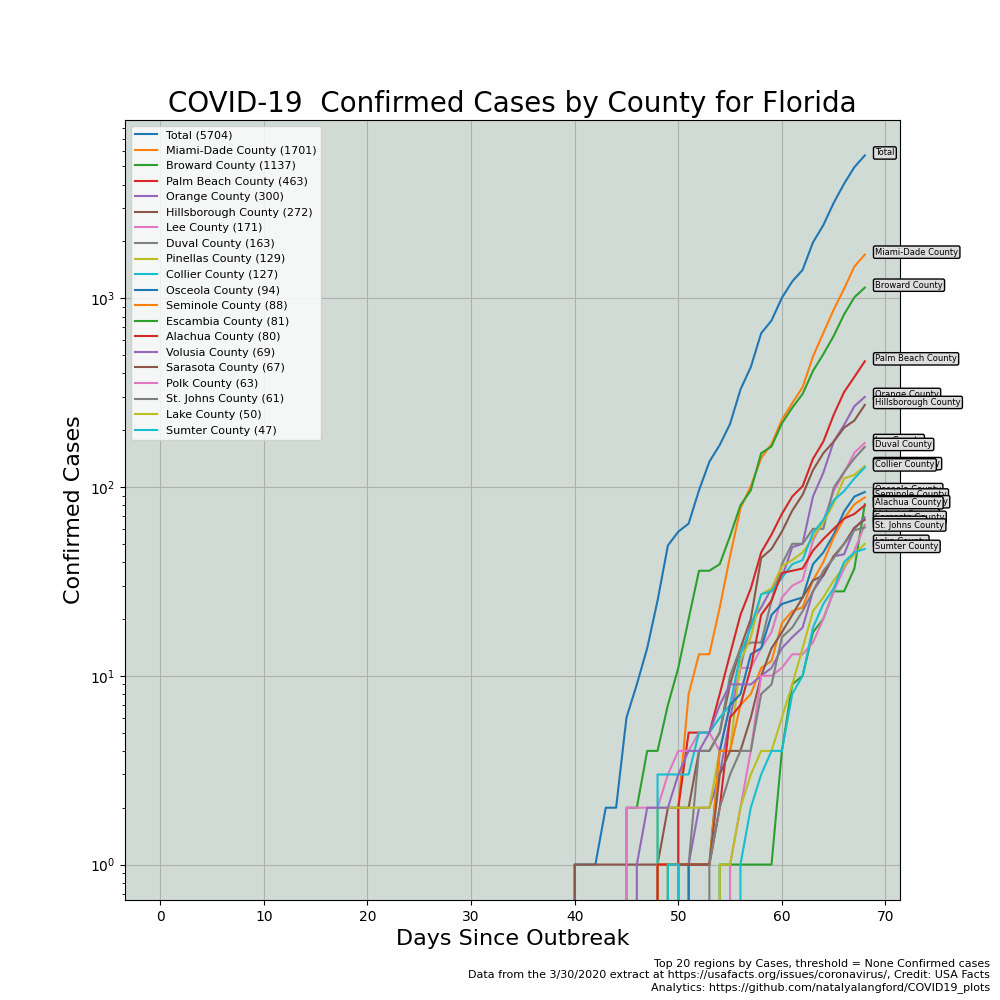 COVID-19  Confirmed Cases by County for Florida
Total (5704)
Miami-Dade County (1701)
Broward County (1137)
Palm Beach County (463)
Orange County (300)
Hillsborough County (272)
Lee County (171)
Duval County (163)
Pinellas County (129)
Collier County (127)
Osceola County (94)
Seminole County (88)
Escambia County (81)
Alachua County (80)
Volusia County (69)
Sarasota County (67)
Polk County (63)
St. Johns County (61)
Lake County (50)
Sumter County (47)
Total
Miami-Dade County
Broward County
Palm Beach County
Orange County
Hillsborough County
Duval County
Collier County
Osceola County
Seminole County
Alachua County
St. Johns County
Sumter County
Confirmed Cases
10³
10²
10¹
10⁰
0 10 20 30 40 50 60 70
Days Since Outbreak
Top 20 regions by Cases, threshold = None Confirmed cases
Data from the 3/30/2020 extract at https://usafacts.org/issues/coronavirus/, Credit: USA Facts
Analytics: https://github.com/natalyalangford/COVID19_plots